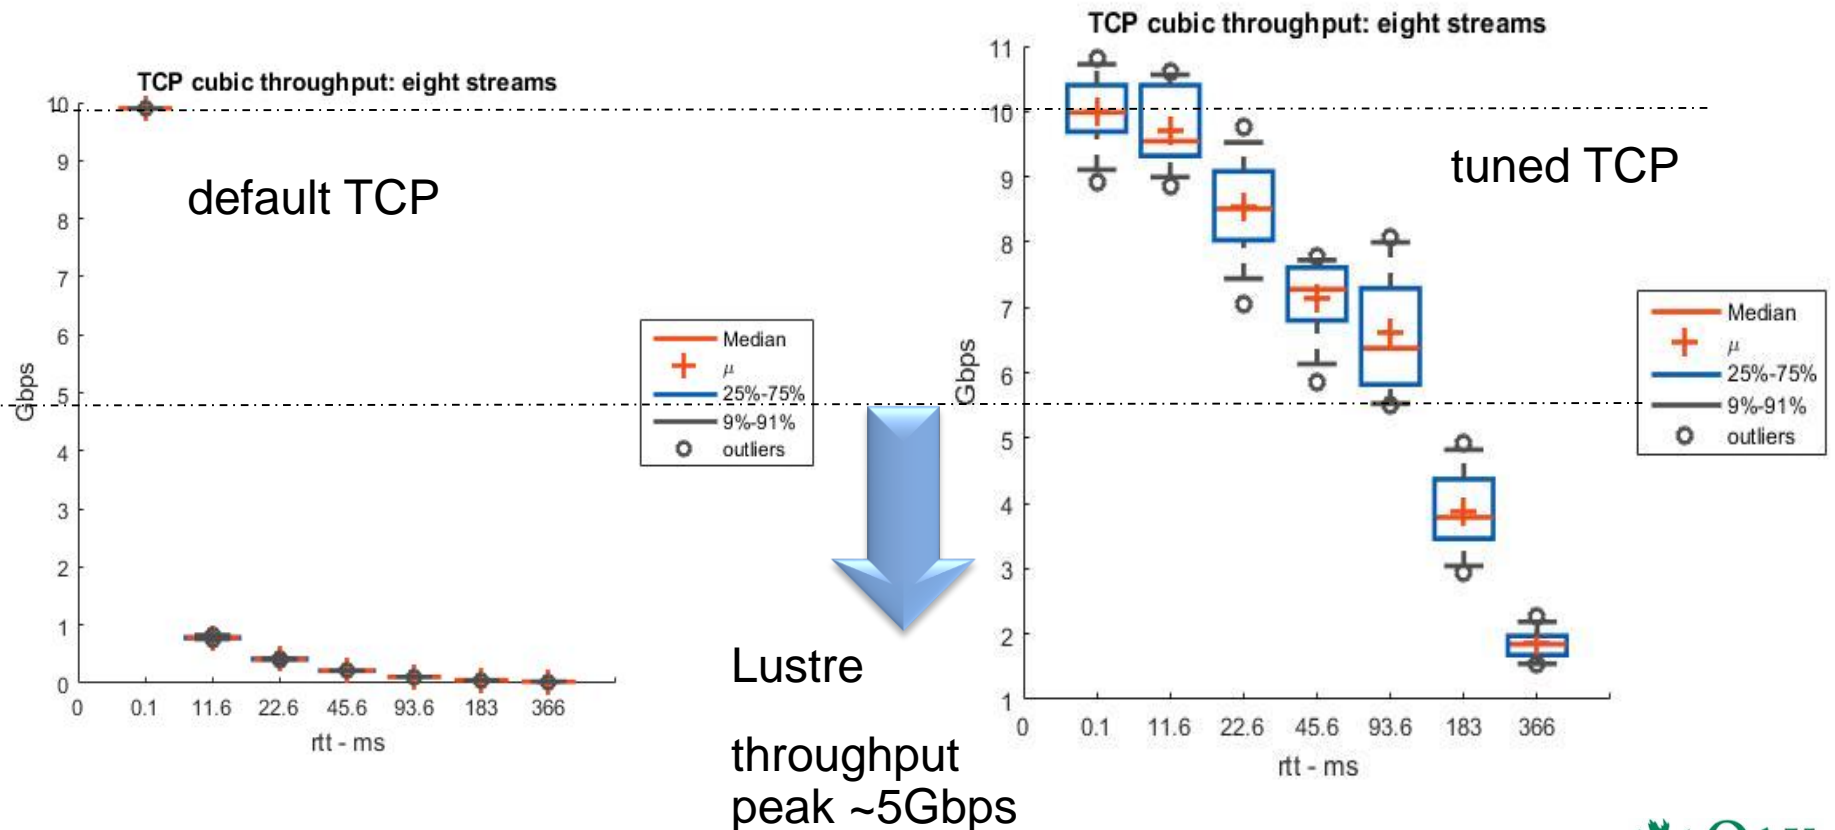 TCP cubic throughput: eight streams
default TCP
10
9
8
7
6
5
4
3
2
1
0
Gbps
0 0.1 11.6 22.6 45.6 93.6 183 366
rtt - ms
Median
μ
25%-75%
9%-91%
outliers
Lustre
throughput
peak ~5Gbps
TCP cubic throughput: eight streams
tuned TCP
11
10
9
8
7
6
5
4
3
2
1
Gbps
0 0.1 11.6 22.6 45.6 93.6 183 366
rtt - ms
Median
μ
25%-75%
9%-91%
outliers